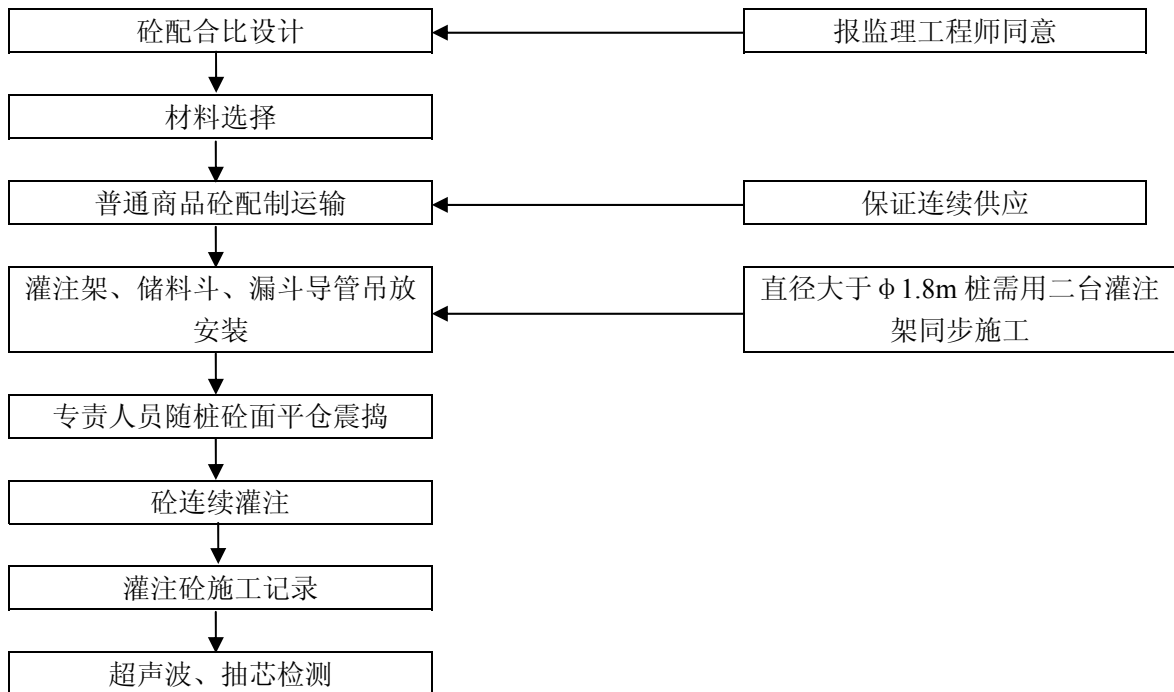 砼配合比设计
报监理工程师同意
材料选择
普通商品砼配制运输
保证连续供应
灌注架、储料斗、漏斗导管吊放
安装
直径大于φ1.8m 桩需用二台灌注
架同步施工
专责人员随桩砼面平仓震捣
砼连续灌注
灌注砼施工记录
超声波、抽芯检测